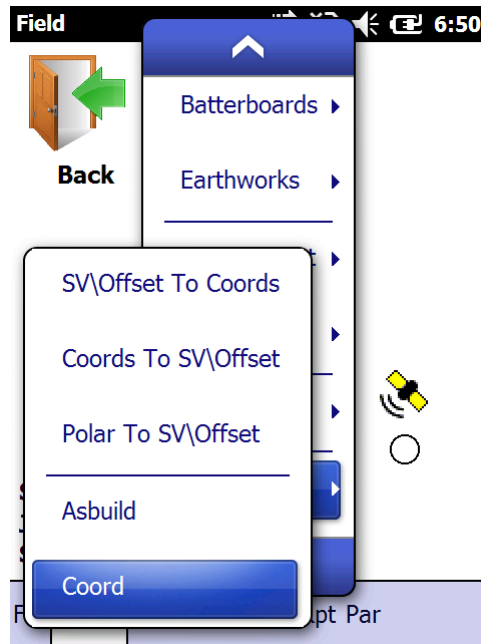 Field 6:50
Back
Batterboards
Earthworks
SV\Offset To Coords
Coords To SV\Offset
Polar To SV\Offset
Asbuild
Coord
Par